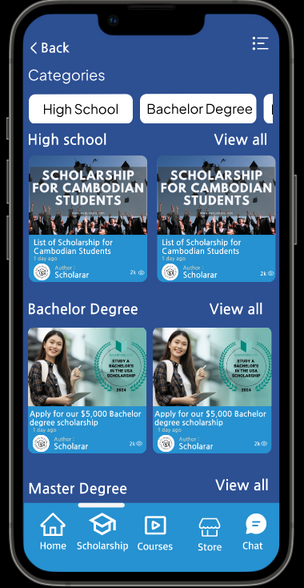 Back
Categories
High School
Bachelor Degree
High school
View all
SCHOLARSHIP
FOR CAMBODIAN
STUDENTS
SCHOLARSHIP
FOR CAMBODIAN
STUDENTS
List of Scholarship for
Cambodian Students
1 day ago
Author :
Scholarar
2k
List of Scholarship for
Cambodian Students
1 day ago
Author :
Scholarar
2k
Bachelor Degree
View all
STUDY A
BACHELOR'S
IN THE USA
SCHOLARSHIP
2024
STUDY A
BACHELOR'S
IN THE USA
SCHOLARSHIP
2024
Apply for our $5,000 Bachelor
degree scholarship
1 day ago
Author :
Scholarar
2k
Apply for our $5,000 Bachelor
degree scholarship
1 day ago
Author :
Scholarar
2k
Master Degree
View all
Home
Scholarship
Courses
Store
Chat